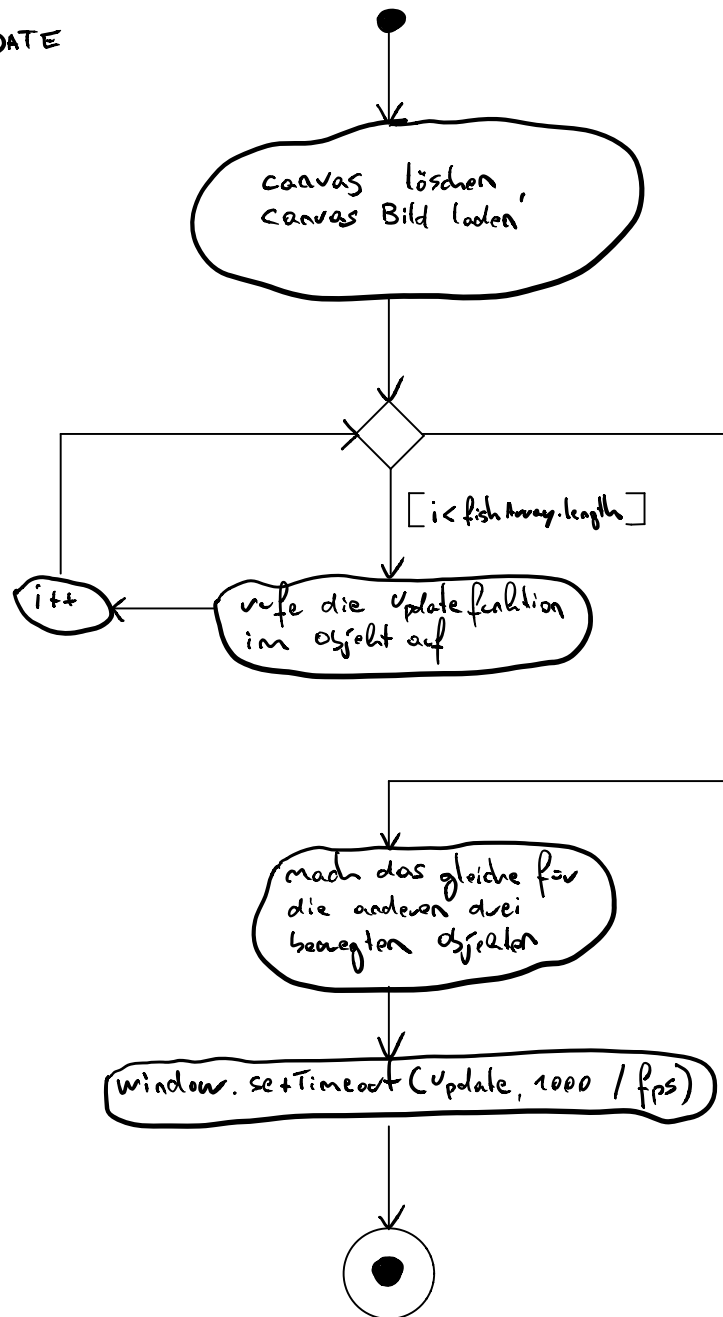 DATE
canvas löschen,
canvas Bild laden
[i < fishArray.length]
i++
rufe die Updatefunktion
im Objekt auf
mach das gleiche für
die anderen drei
bewegten Objekten
window.setTimeout(Update, 1000 / fps)